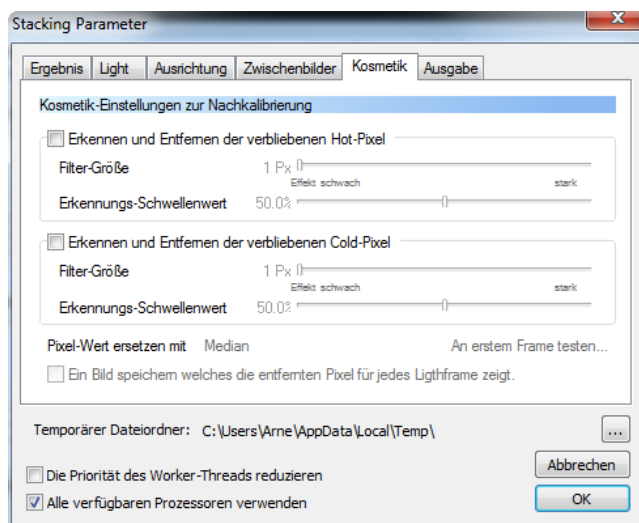 Stacking Parameter
Ergebnis Light Ausrichtung Zwischenbilder Kosmetik Ausgabe
Kosmetik-Einstellungen zur Nachkalibrierung
Erkennen und Entfernen der verbliebenen Hot-Pixel
Filter-Größe 1 Px
Effekt schwach stark
Erkennungs-Schwellenwert 50.0%
Erkennen und Entfernen der verbliebenen Cold-Pixel
Filter-Größe 1 Px
Effekt schwach stark
Erkennungs-Schwellenwert 50.0%
Pixel-Wert ersetzen mit Median An erstem Frame testen...
Ein Bild speichern welches die entfernten Pixel für jedes Ligthframe zeigt.
Temporärer Dateiordner: C:\Users\Arne\AppData\Local\Temp\ ...
Die Priorität des Worker-Threads reduzieren
Abbrechen
Alle verfügbaren Prozessoren verwenden
OK